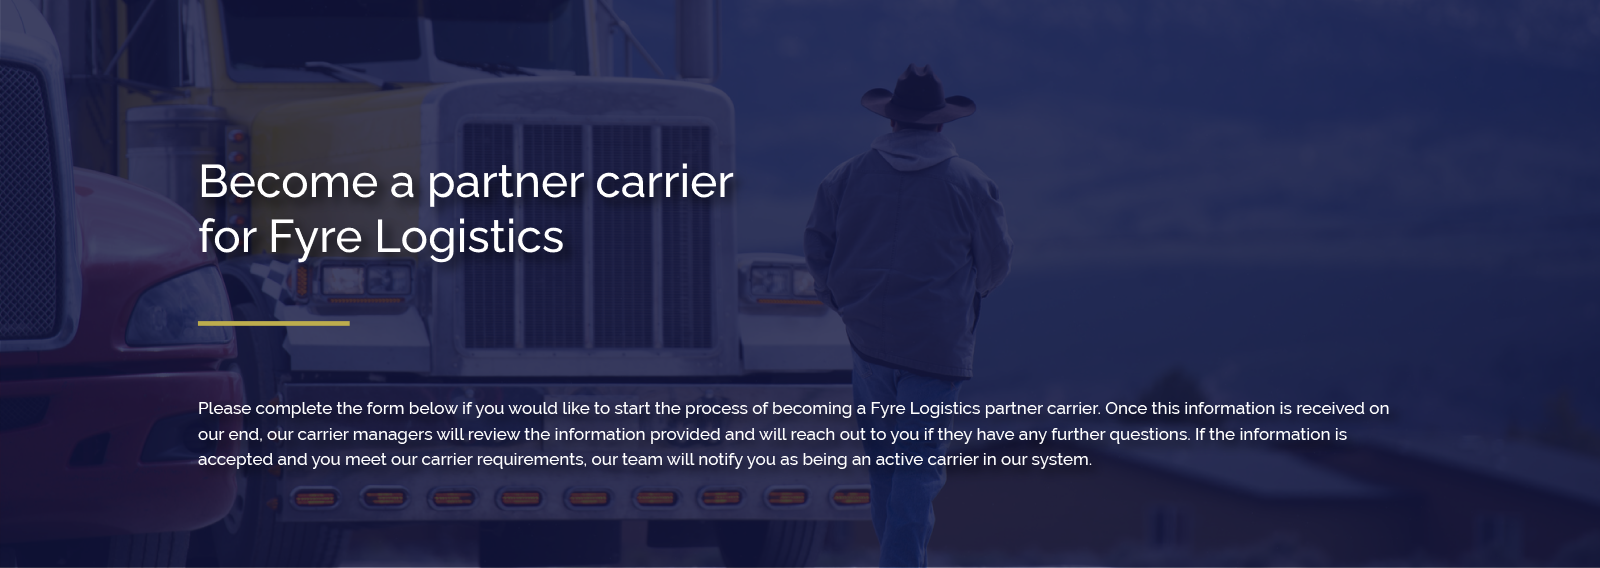 Become a partner carrier
for Fyre Logistics
Please complete the form below if you would like to start the process of becoming a Fyre Logistics partner carrier. Once this information is received on
our end, our carrier managers will review the information provided and will reach out to you if they have any further questions. If the information is
accepted and you meet our carrier requirements, our team will notify you as being an active carrier in our system.